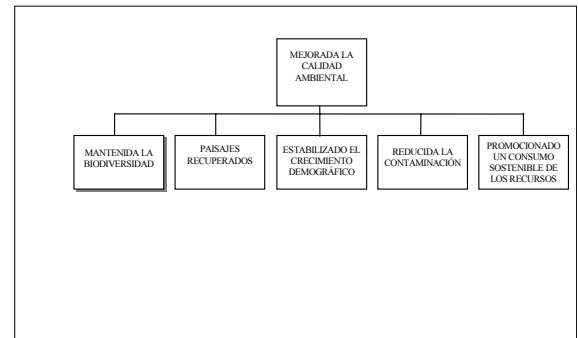 MEJORADA LA
CALIDAD
AMBIENTAL
MANTENIDA LA
BIODIVERSIDAD
PAISAJES
RECUPERADOS
ESTABILIZADO EL
CRECIMIENTO
DEMOGRÁFICO
REDUCIDA LA
CONTAMINACIÓN
PROMOCIONADO
UN CONSUMO
SOSTENIBLE DE
LOS RECURSOS